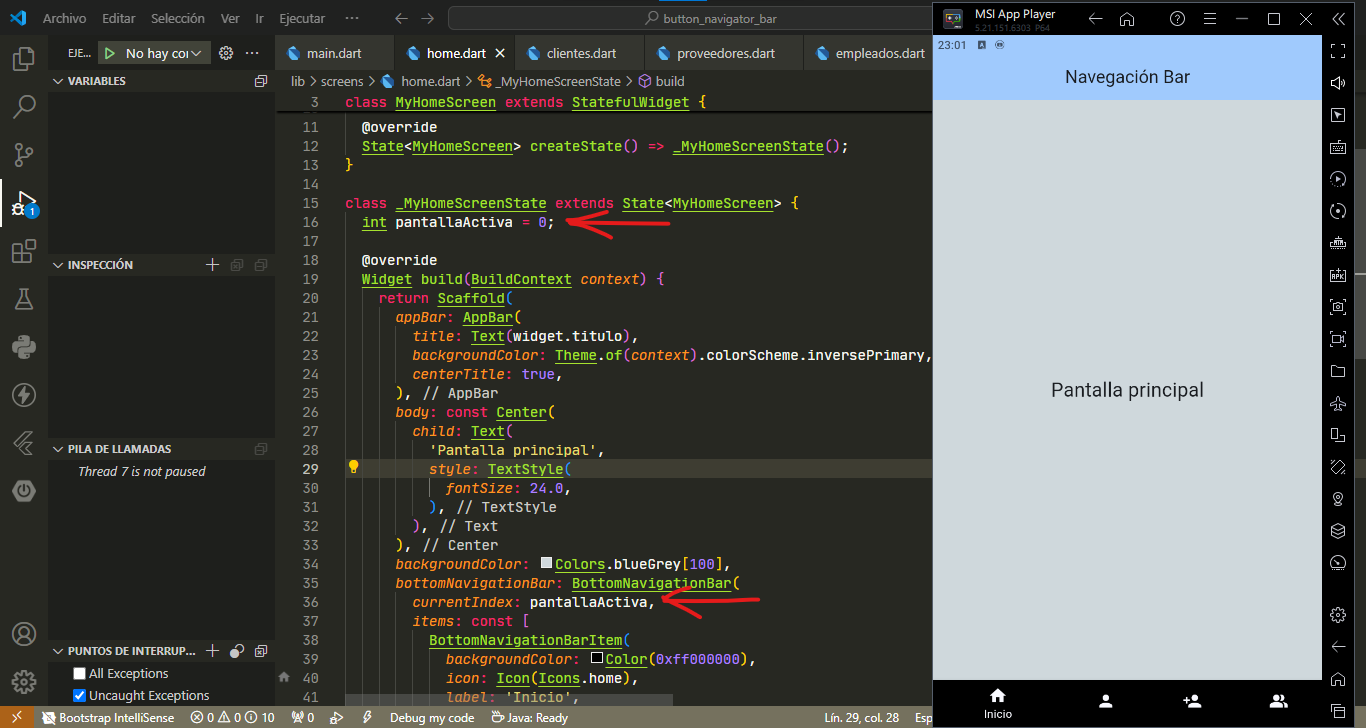 Archivo Editar Selección Ver Ir Ejecutar ··· button_navigator_bar
MSI App Player
5.21.151.6303 P64
EJE... No hay coı ···
main.dart home.dart clientes.dart proveedores.dart empleados.dart
lib > screens > home.dart > _MyHomeScreenState > build
VARIABLES
INSPECCIÓN
PILA DE LLAMADAS
Thread 7 is not paused
PUNTOS DE INTERRUP...
All Exceptions
Uncaught Exceptions
1
3 class MyHomeScreen extends StatefulWidget {
11 @override
12 State<MyHomeScreen> createState() => _MyHomeScreenState();
13 }
14
15 class _MyHomeScreenState extends State<MyHomeScreen> {
16 int pantallaActiva = 0;
17
18 @override
19 Widget build(BuildContext context) {
20 return Scaffold(
21 appBar: AppBar(
22 title: Text(widget.titulo),
23 backgroundColor: Theme.of(context).colorScheme.inversePrimary,
24 centerTitle: true,
25 ), // AppBar
26 body: const Center(
27 child: Text(
28 'Pantalla principal',
29 style: TextStyle(
30 fontSize: 24.0,
31 ), // TextStyle
32 ), // Text
33 ), // Center
34 backgroundColor: Colors.blueGrey[100],
35 bottomNavigationBar: BottomNavigationBar(
36 currentIndex: pantallaActiva,
37 items: const [
38 BottomNavigationBarItem(
39 backgroundColor: Color(0xff000000),
40 icon: Icon(Icons.home),
41 label: 'Inicio',
23:01
Navegación Bar
Pantalla principal
Inicio
APK
Bootstrap IntelliSense 0 0 10 0 Debug my code Java: Ready Lín. 29, col. 28 Esp